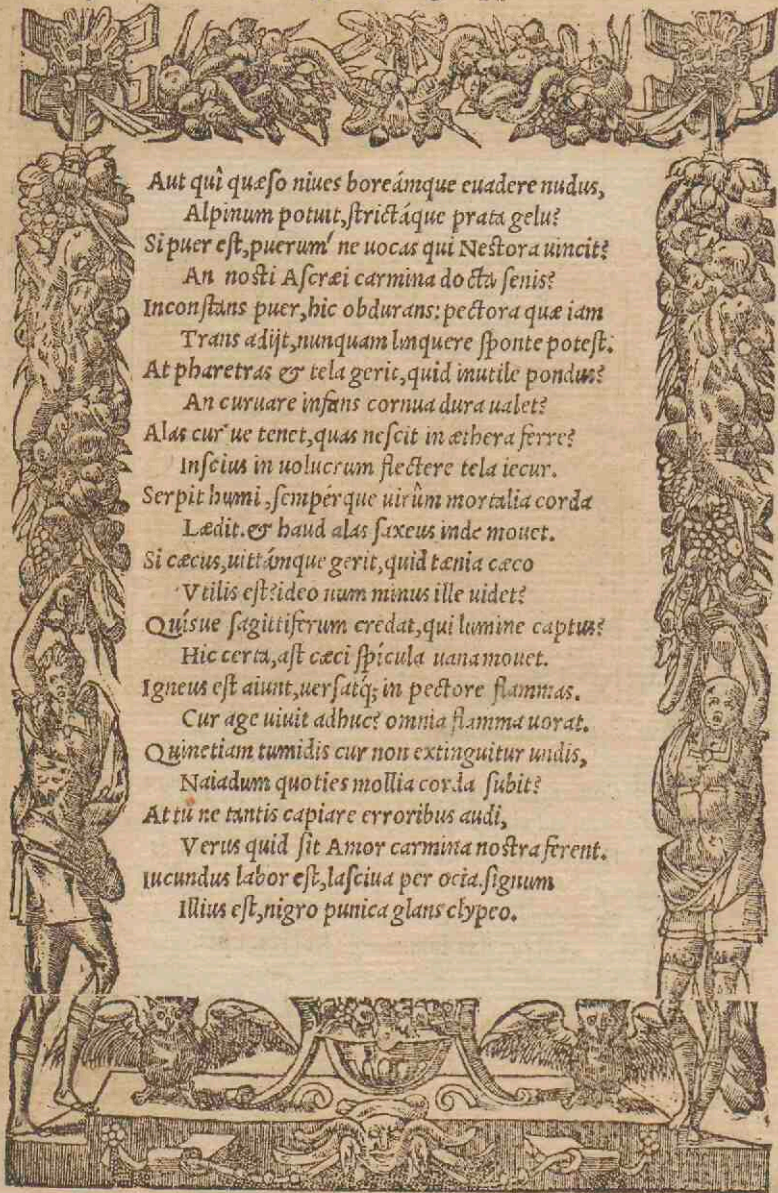 Aut quî quæso niues boreámque euadere nudus,
Alpinum potuit, strictáque prata gelu?
Si puer est, puerum' ne uocas qui Nestora uincit?
An nosti Ascræi carmina docta senis?
Inconstans puer, hic obdurans: pectora quæ iam
Trans adijt, nunquam linquere sponte potest.
At pharetras & tela gerit, quid inutile pondus?
An curuare infans cornua dura ualet?
Alas cur' ue tenet, quas nescit in æthera ferre?
Inscius in uolucrum flectere tela iecur.
Serpit humi, sempérque uirûm mortalia corda
Lædit. & haud alas saxeus inde mouet.
Si cæcus, uittámque gerit, quid tænia cæco
Vtilis est? ideo num minus ille uidet?
Quísue sagittiferum credat, qui lumine captus?
Hic certa, ast cæci spicula uana mouet.
Igneus est aiunt, uersatq; in pectore flammas.
Cur age uiuit adhuc? omnia flamma uorat.
Quinetiam tumidis cur non extinguitur undis,
Naiadum quoties mollia corda subit?
At tú ne tantis capiare erroribus audi,
Verus quid sit Amor carmina nostra ferent.
Iucundus labor est, lasciua per ocia. signum
Illius est, nigro punica glans clypeo.